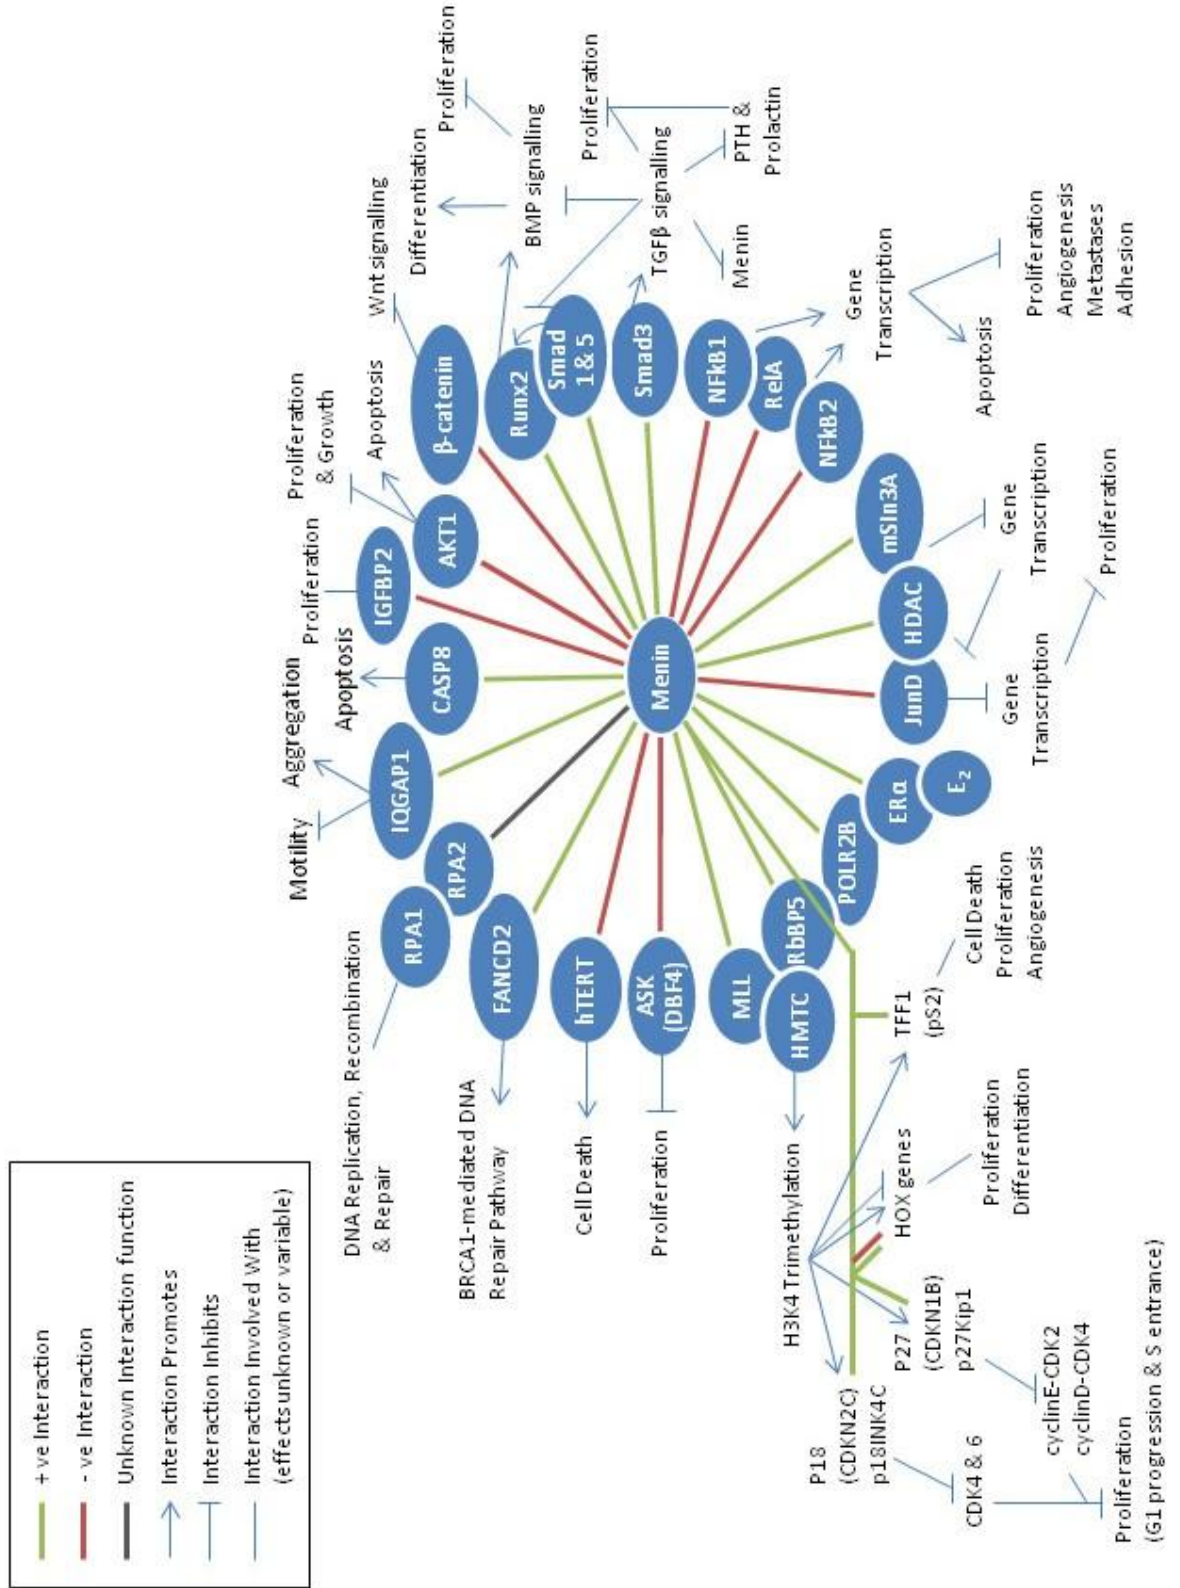 +ve Interaction
- ve Interaction
Unknown Interaction function
Interaction Promotes
Interaction Inhibits
Interaction Involved With
(effects unknown or variable)
DNA Replication, Recombination
& Repair
BRCA1-mediated DNA
Repair Pathway
Cell Death
Proliferation
H3K4 Trimethylation
P18
(CDKN2C)
p18INK4C
P27
(CDKN1B)
p27Kip1
CDK4 & 6
cyclinE-CDK2
cyclinD-CDK4
Proliferation
(G1 progression & S entrance)
HOX genes
Proliferation
Differentiation
TFF1
(pS2)
Cell Death
Proliferation
Angiogenesis
Motility
Aggregation
Apoptosis
Proliferation
Proliferation
& Growth
Apoptosis
Wnt signalling
Differentiation
Proliferation
BMP signalling
Proliferation
TGFβ signalling
PTH &
Prolactin
Menin
Gene
Transcription
Apoptosis
Proliferation
Angiogenesis
Metastases
Adhesion
Gene
Transcription
Gene
Transcription
Proliferation
RPA1
RPA2
FANCD2
hTERT
ASK
(DBF4)
MLL
HMTC
RbBP5
POLR2B
ERα
E₂
JunD
HDAC
mSin3A
NFkB2
RelA
NFkB1
Smad3
Smad
1 & 5
Runx2
β-catenin
AKT1
IGFBP2
CASP8
IQGAP1
Menin